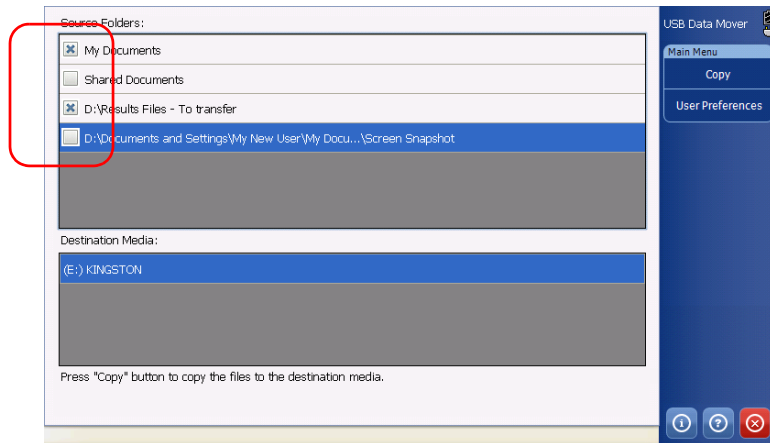 Source Folders:
My Documents
Shared Documents
D:\Results Files - To transfer
D:\Documents and Settings\My New User\My Docu...\Screen Snapshot
Destination Media:
(E:) KINGSTON
Press "Copy" button to copy the files to the destination media.
USB Data Mover
Main Menu
Copy
User Preferences